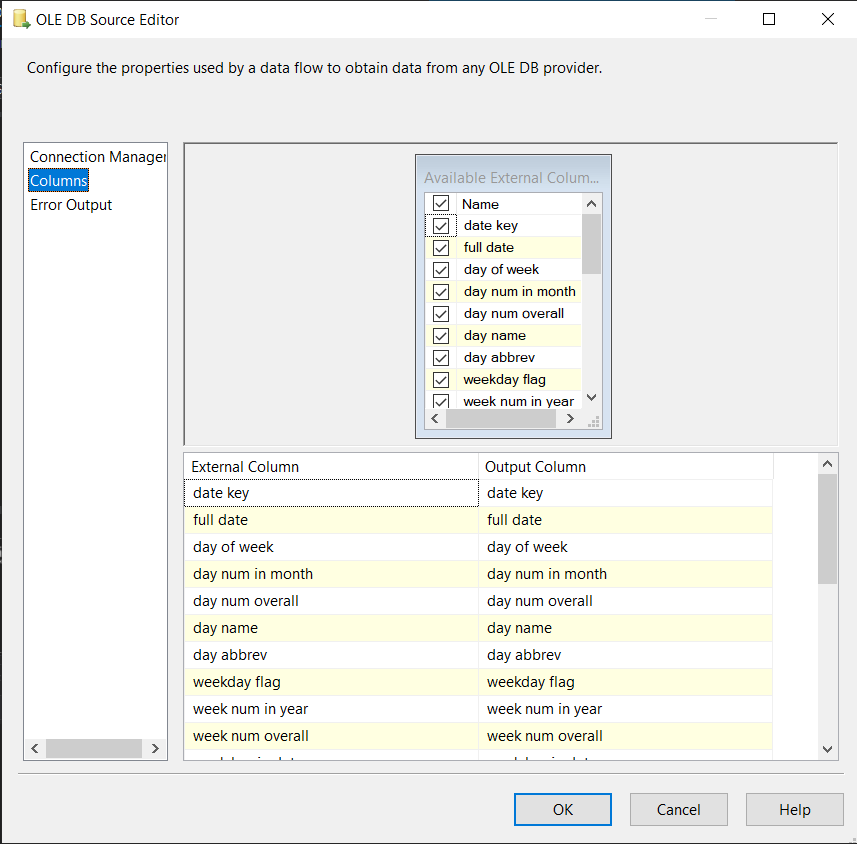 OLE DB Source Editor
Configure the properties used by a data flow to obtain data from any OLE DB provider.
Connection Manager
Columns
Error Output
Available External Colum...
Name
date key
full date
day of week
day num in month
day num overall
day name
day abbrev
weekday flag
week num in year
External Column Output Column
date key date key
full date full date
day of week day of week
day num in month day num in month
day num overall day num overall
day name day name
day abbrev day abbrev
weekday flag weekday flag
week num in year week num in year
week num overall week num overall
OK Cancel Help